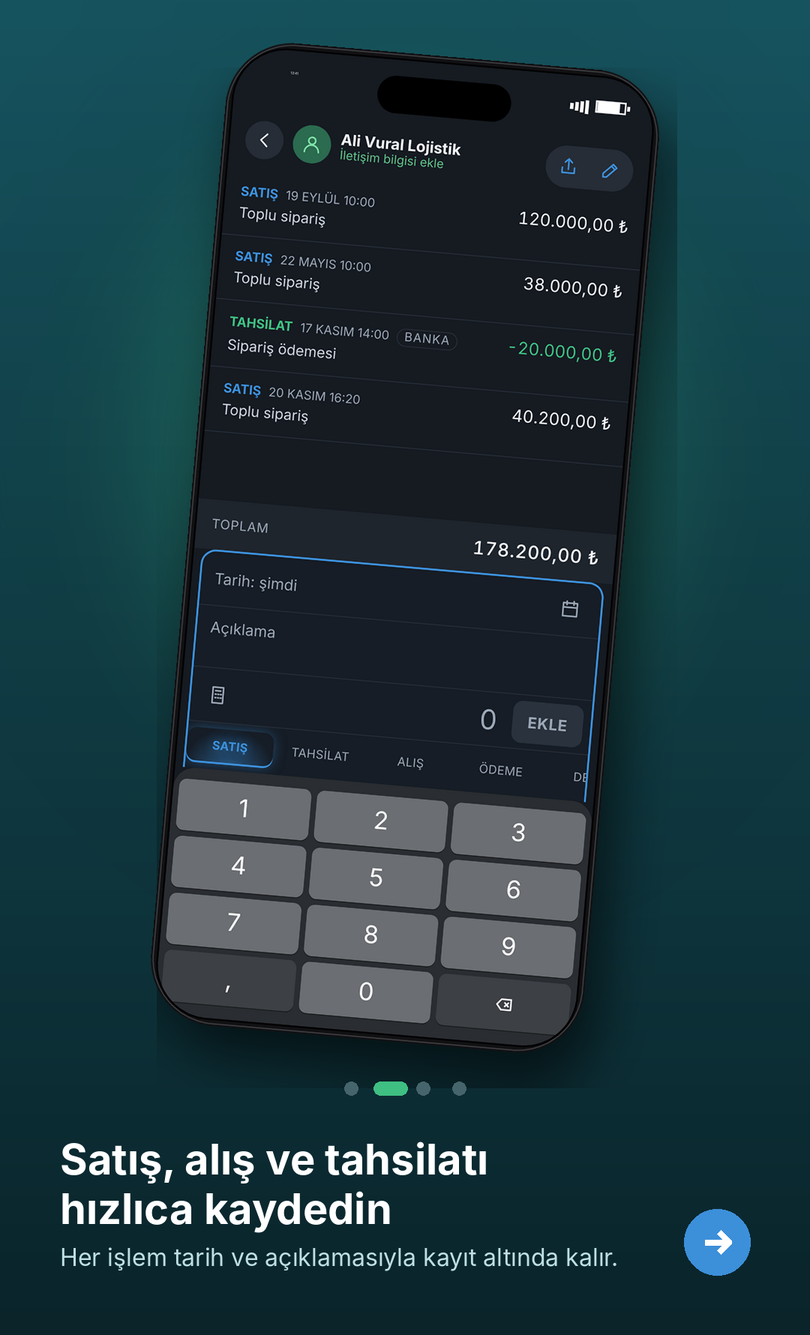 Ali Vural Lojistik
İletişim bilgisi ekle
SATIŞ 19 EYLÜL 10:00
Toplu sipariş
120.000,00 ₺
SATIŞ 22 MAYIS 10:00
Toplu sipariş
38.000,00 ₺
TAHSİLAT 17 KASIM 14:00 BANKA
Sipariş ödemesi
-20.000,00 ₺
SATIŞ 20 KASIM 16:20
Toplu sipariş
40.200,00 ₺
TOPLAM
178.200,00 ₺
Tarih: şimdi
Açıklama
0 EKLE
SATIŞ TAHSİLAT ALIŞ ÖDEME DE
1 2 3
4 5 6
7 8 9
, 0
Satış, alış ve tahsilatı
hızlıca kaydedin
Her işlem tarih ve açıklamasıyla kayıt altında kalır.